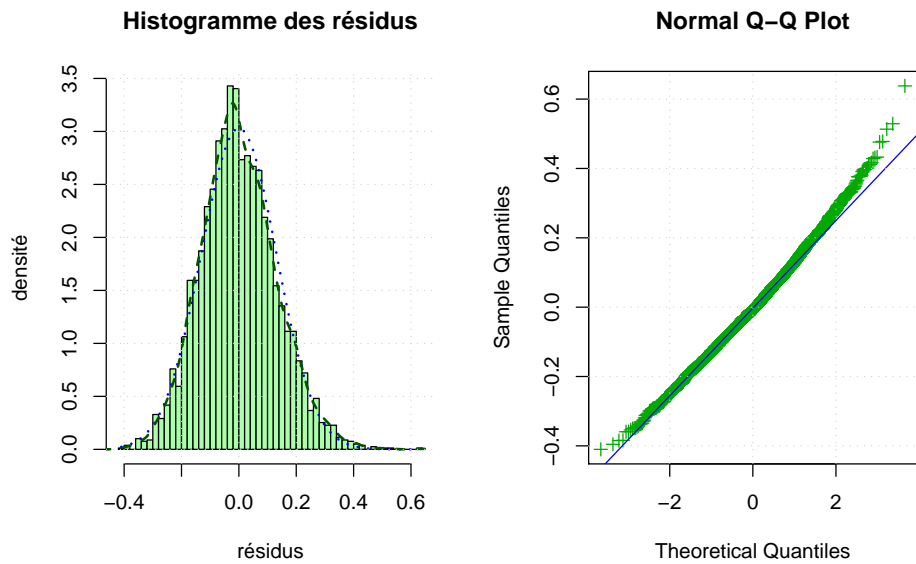 Histogramme des résidus
densité
3.5
3.0
2.5
2.0
1.5
1.0
0.5
0.0
−0.4 0.0 0.2 0.4 0.6
résidus
Normal Q−Q Plot
Sample Quantiles
0.6
0.4
0.2
0.0
−0.2
−0.4
−2 0 2
Theoretical Quantiles